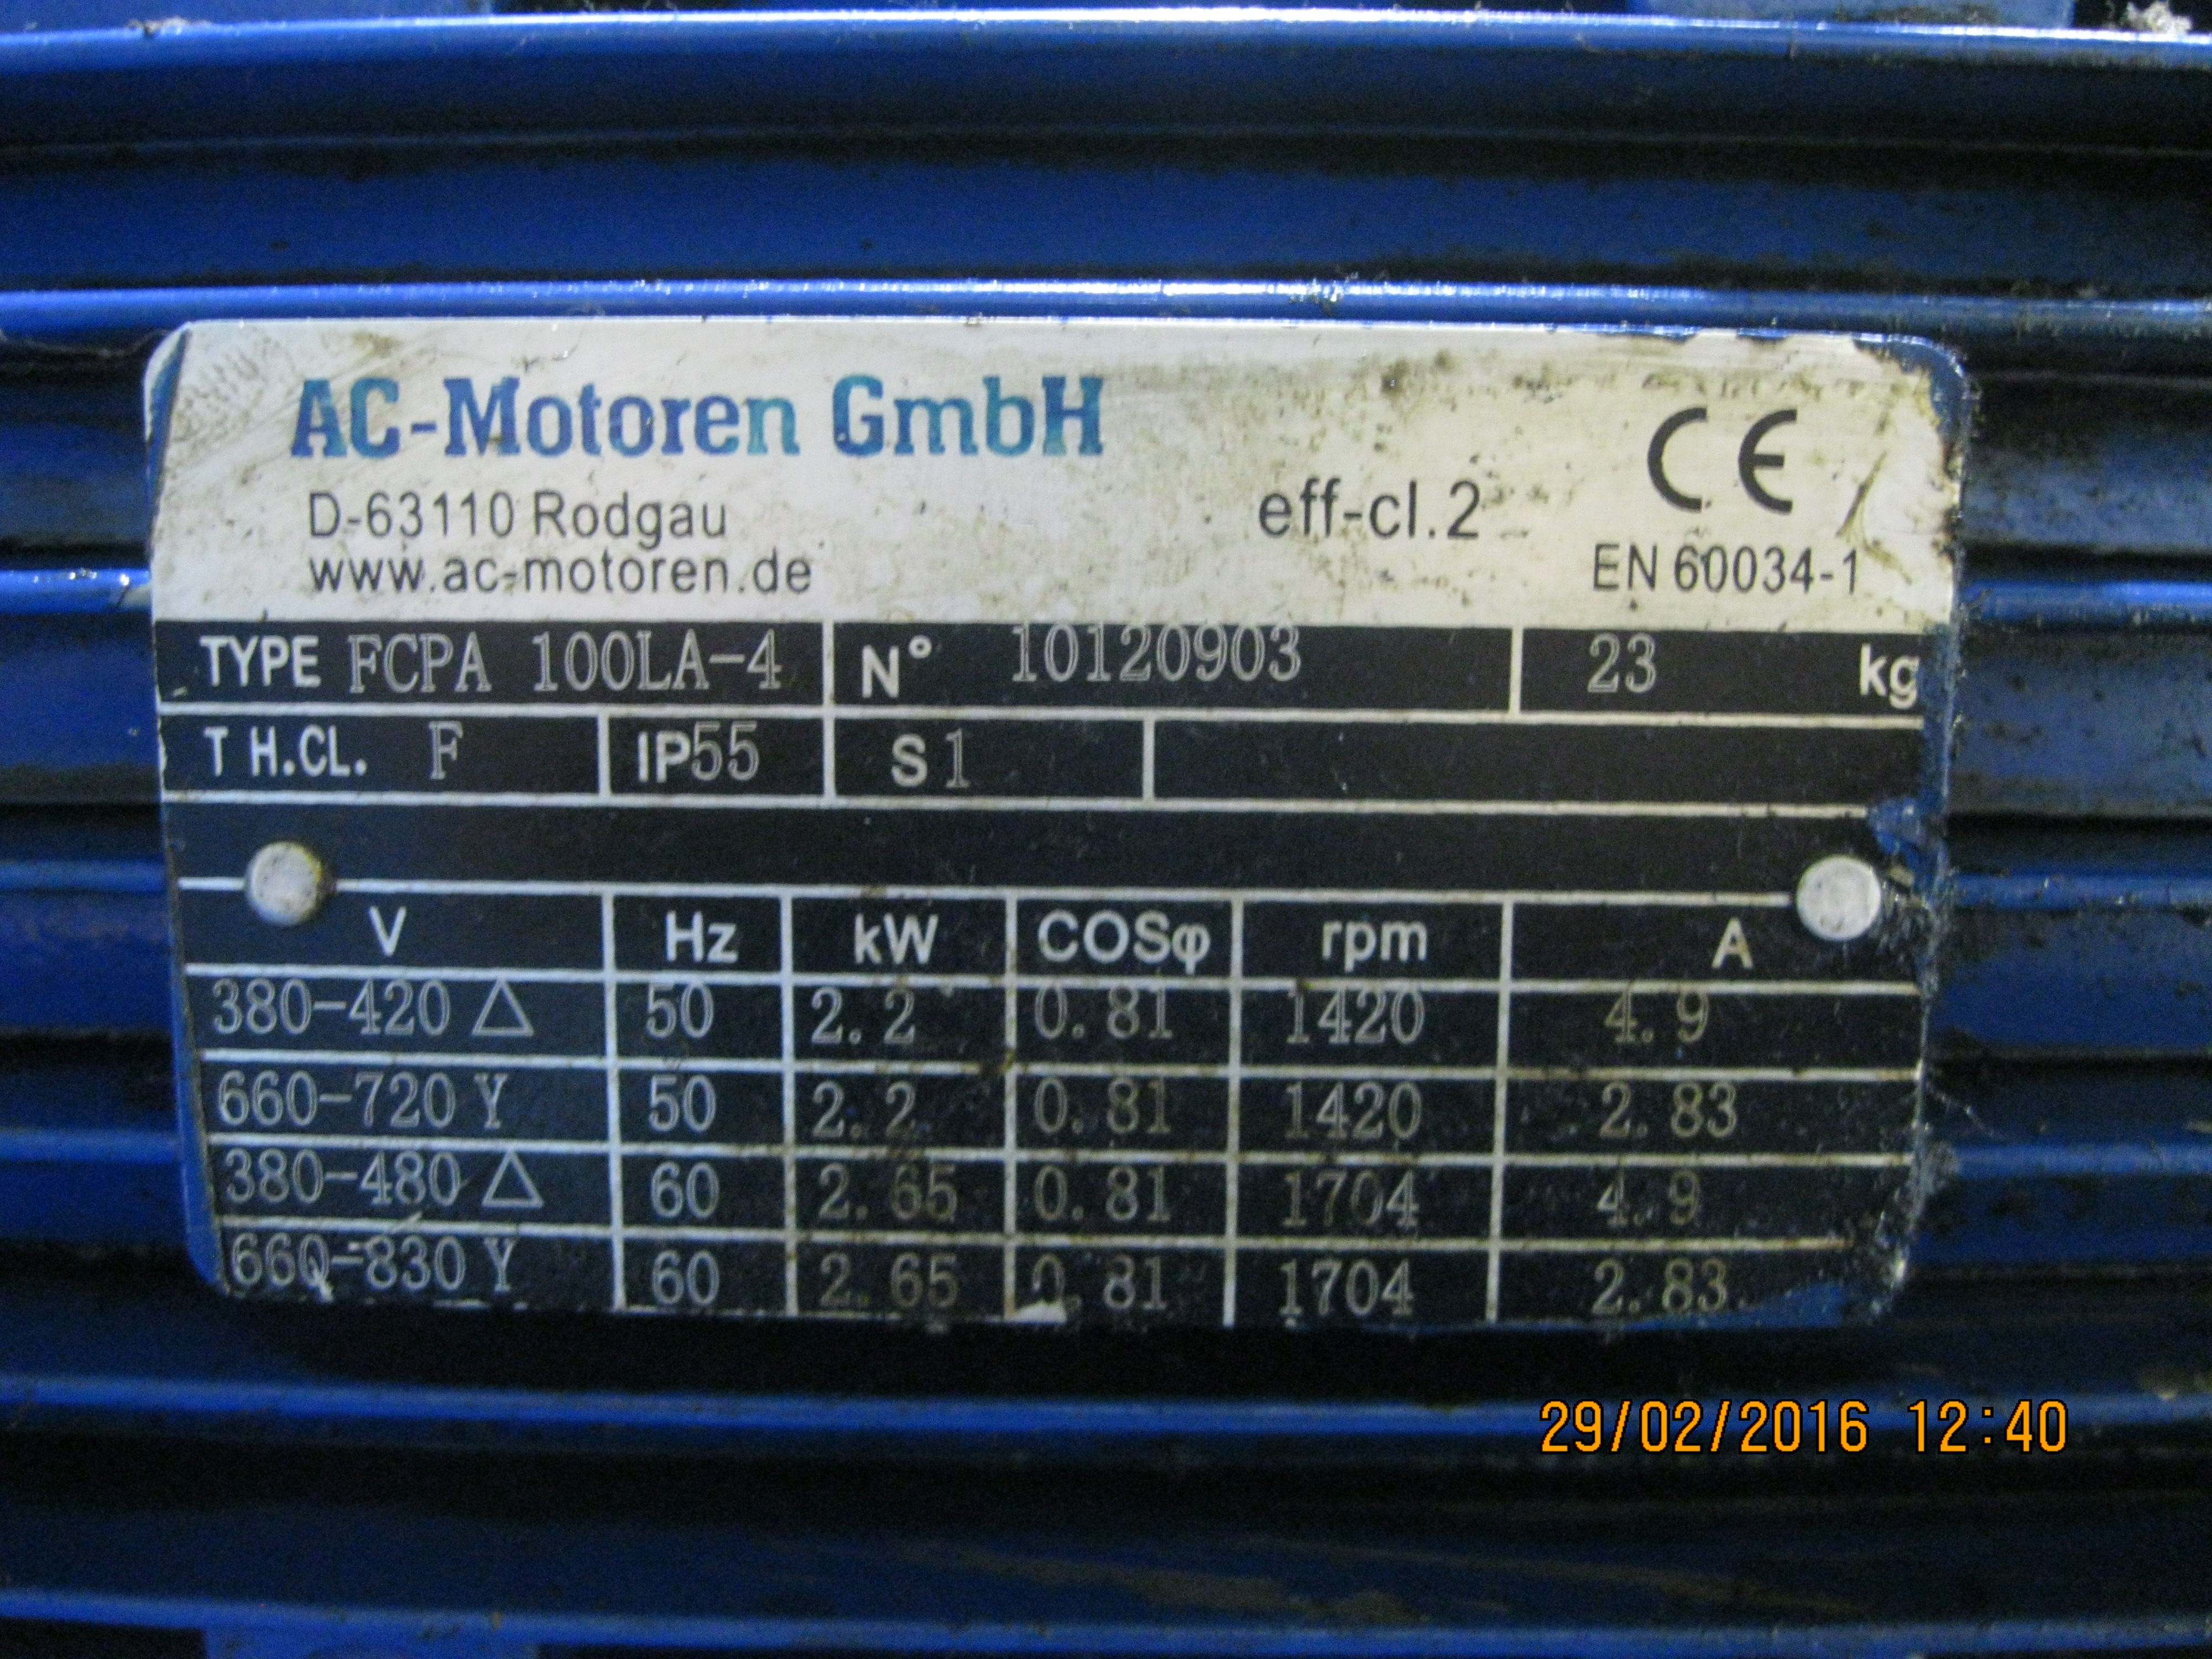 AC-Motoren GmbH
D-63110 Rodgau
www.ac-motoren.de
eff-cl.2
CE
EN 60034-1
TYPE FCPA 100LA-4 N° 10120903 23 kg
T H.CL. F IP55 S1
V Hz kW COSφ rpm A
380-420 △ 50 2.2 0.81 1420 4.9
660-720 Y 50 2.2 0.81 1420 2.83
380-480 △ 60 2.65 0.81 1704 4.9
660-830 Y 60 2.65 0.81 1704 2.83
29/02/2016 12:40